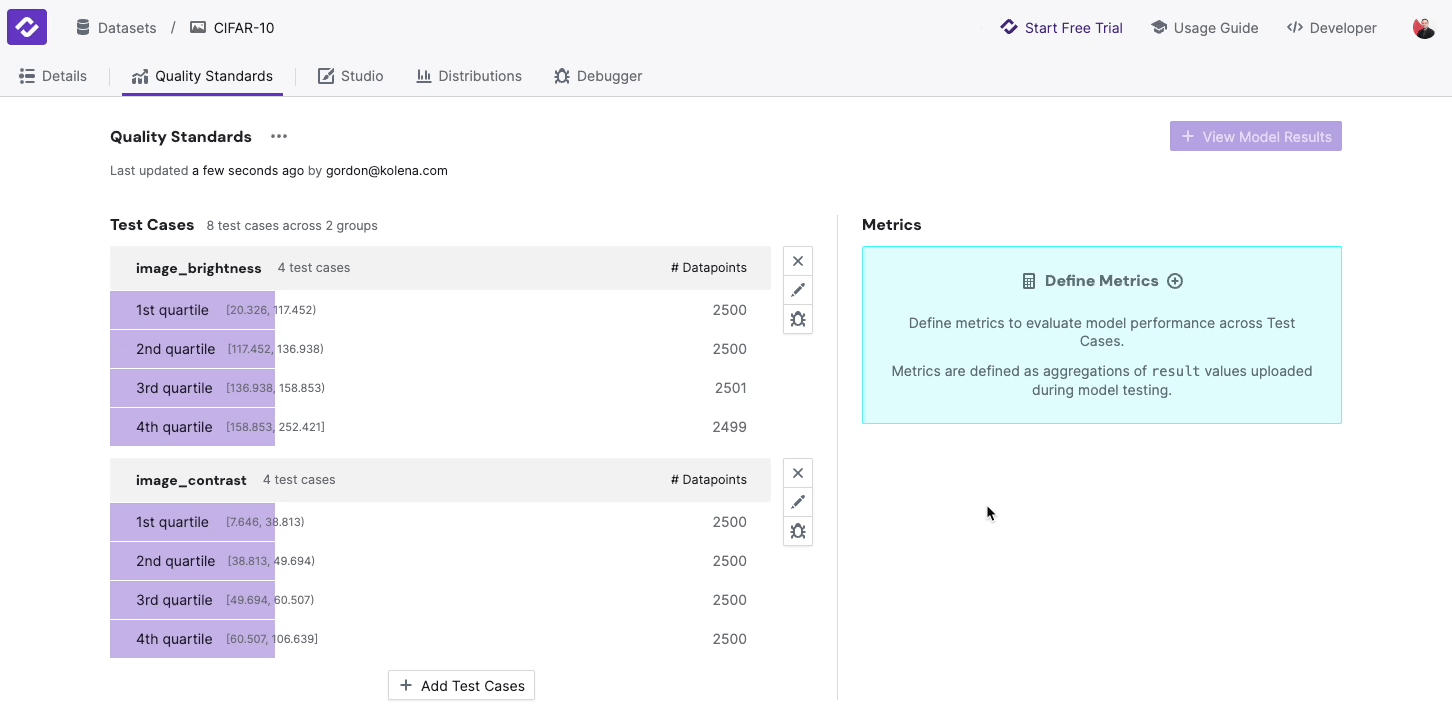 Datasets / CIFAR-10
Start Free Trial Usage Guide </> Developer
Details Quality Standards Studio Distributions Debugger
Quality Standards ...
+ View Model Results
Last updated a few seconds ago by gordon@kolena.com
Test Cases 8 test cases across 2 groups
image_brightness 4 test cases # Datapoints
1st quartile [20.326, 117.452) 2500
2nd quartile [117.452, 136.938) 2500
3rd quartile [136.938, 158.853) 2501
4th quartile [158.853, 252.421] 2499
image_contrast 4 test cases # Datapoints
1st quartile [7.646, 38.813) 2500
2nd quartile [38.813, 49.694) 2500
3rd quartile [49.694, 60.507) 2500
4th quartile [60.507, 106.639] 2500
+ Add Test Cases
Metrics
Define Metrics
Define metrics to evaluate model performance across Test
Cases.
Metrics are defined as aggregations of result values uploaded
during model testing.